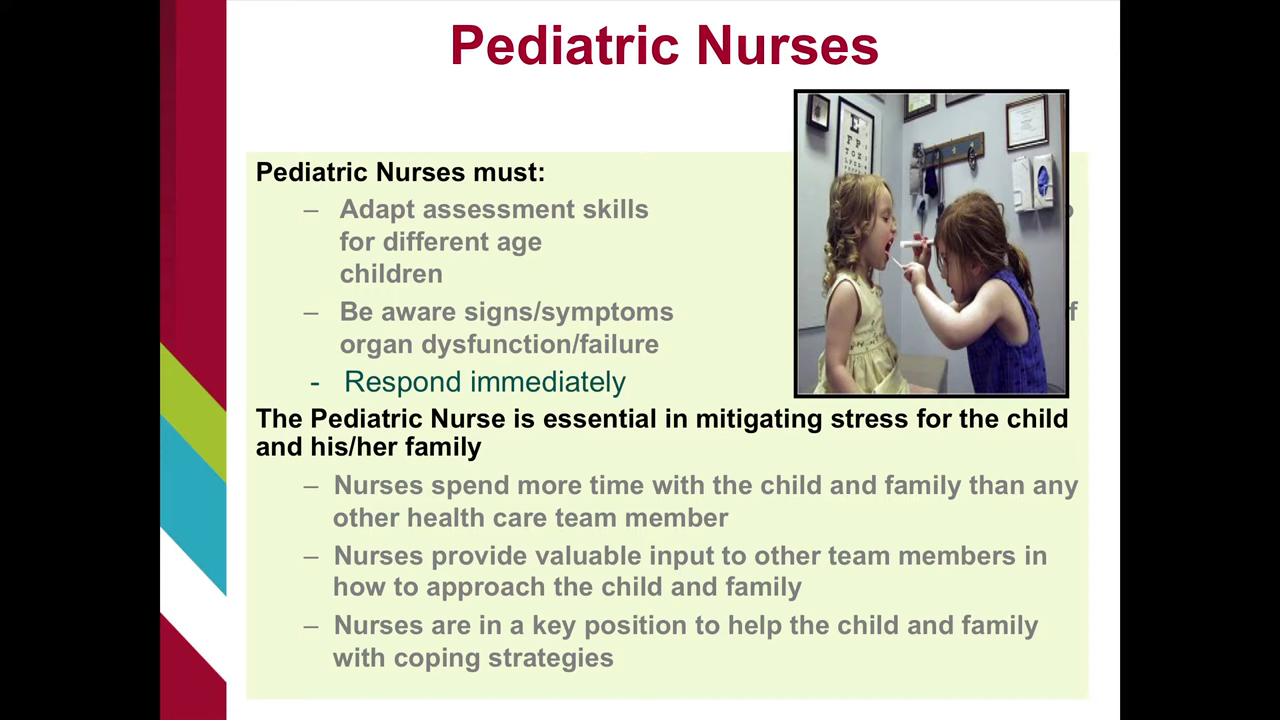 Pediatric Nurses
Pediatric Nurses must:
– Adapt assessment skills
for different age
children
– Be aware signs/symptoms f
organ dysfunction/failure
- Respond immediately
The Pediatric Nurse is essential in mitigating stress for the child
and his/her family
– Nurses spend more time with the child and family than any
other health care team member
– Nurses provide valuable input to other team members in
how to approach the child and family
– Nurses are in a key position to help the child and family
with coping strategies
E
F P
T O Z